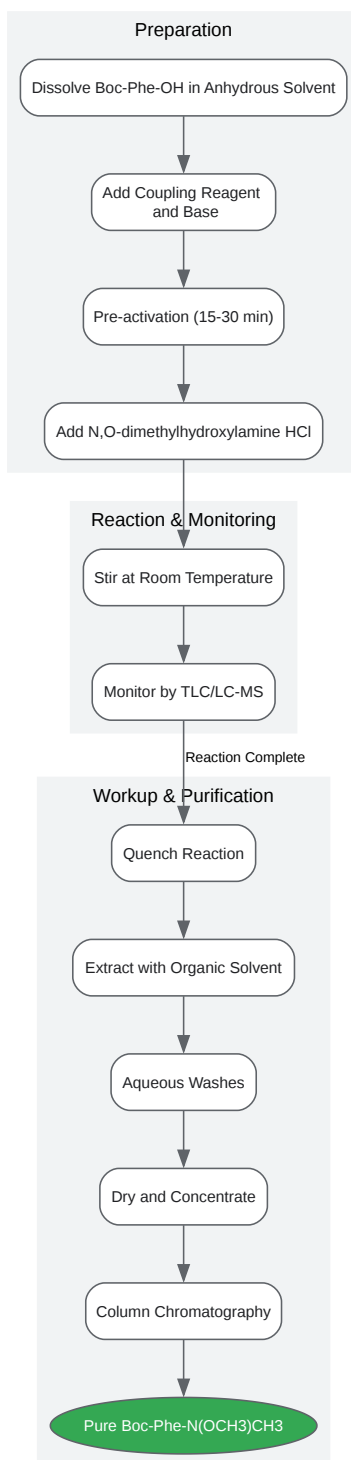 Preparation
Dissolve Boc-Phe-OH in Anhydrous Solvent
Add Coupling Reagent
and Base
Pre-activation (15-30 min)
Add N,O-dimethylhydroxylamine HCl
Reaction & Monitoring
Stir at Room Temperature
Monitor by TLC/LC-MS
Reaction Complete
Workup & Purification
Quench Reaction
Extract with Organic Solvent
Aqueous Washes
Dry and Concentrate
Column Chromatography
Pure Boc-Phe-N(OCH3)CH3